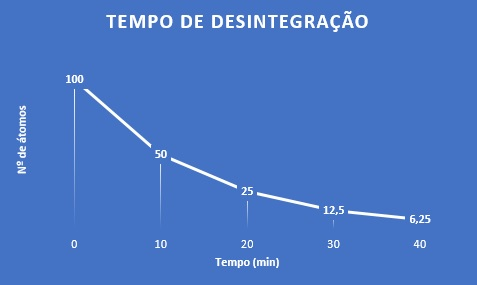 TEMPO DE DESINTEGRAÇÃO
100
50
25
12,5
6,25
Nº de átomos
0 10 20 30 40
Tempo (min)